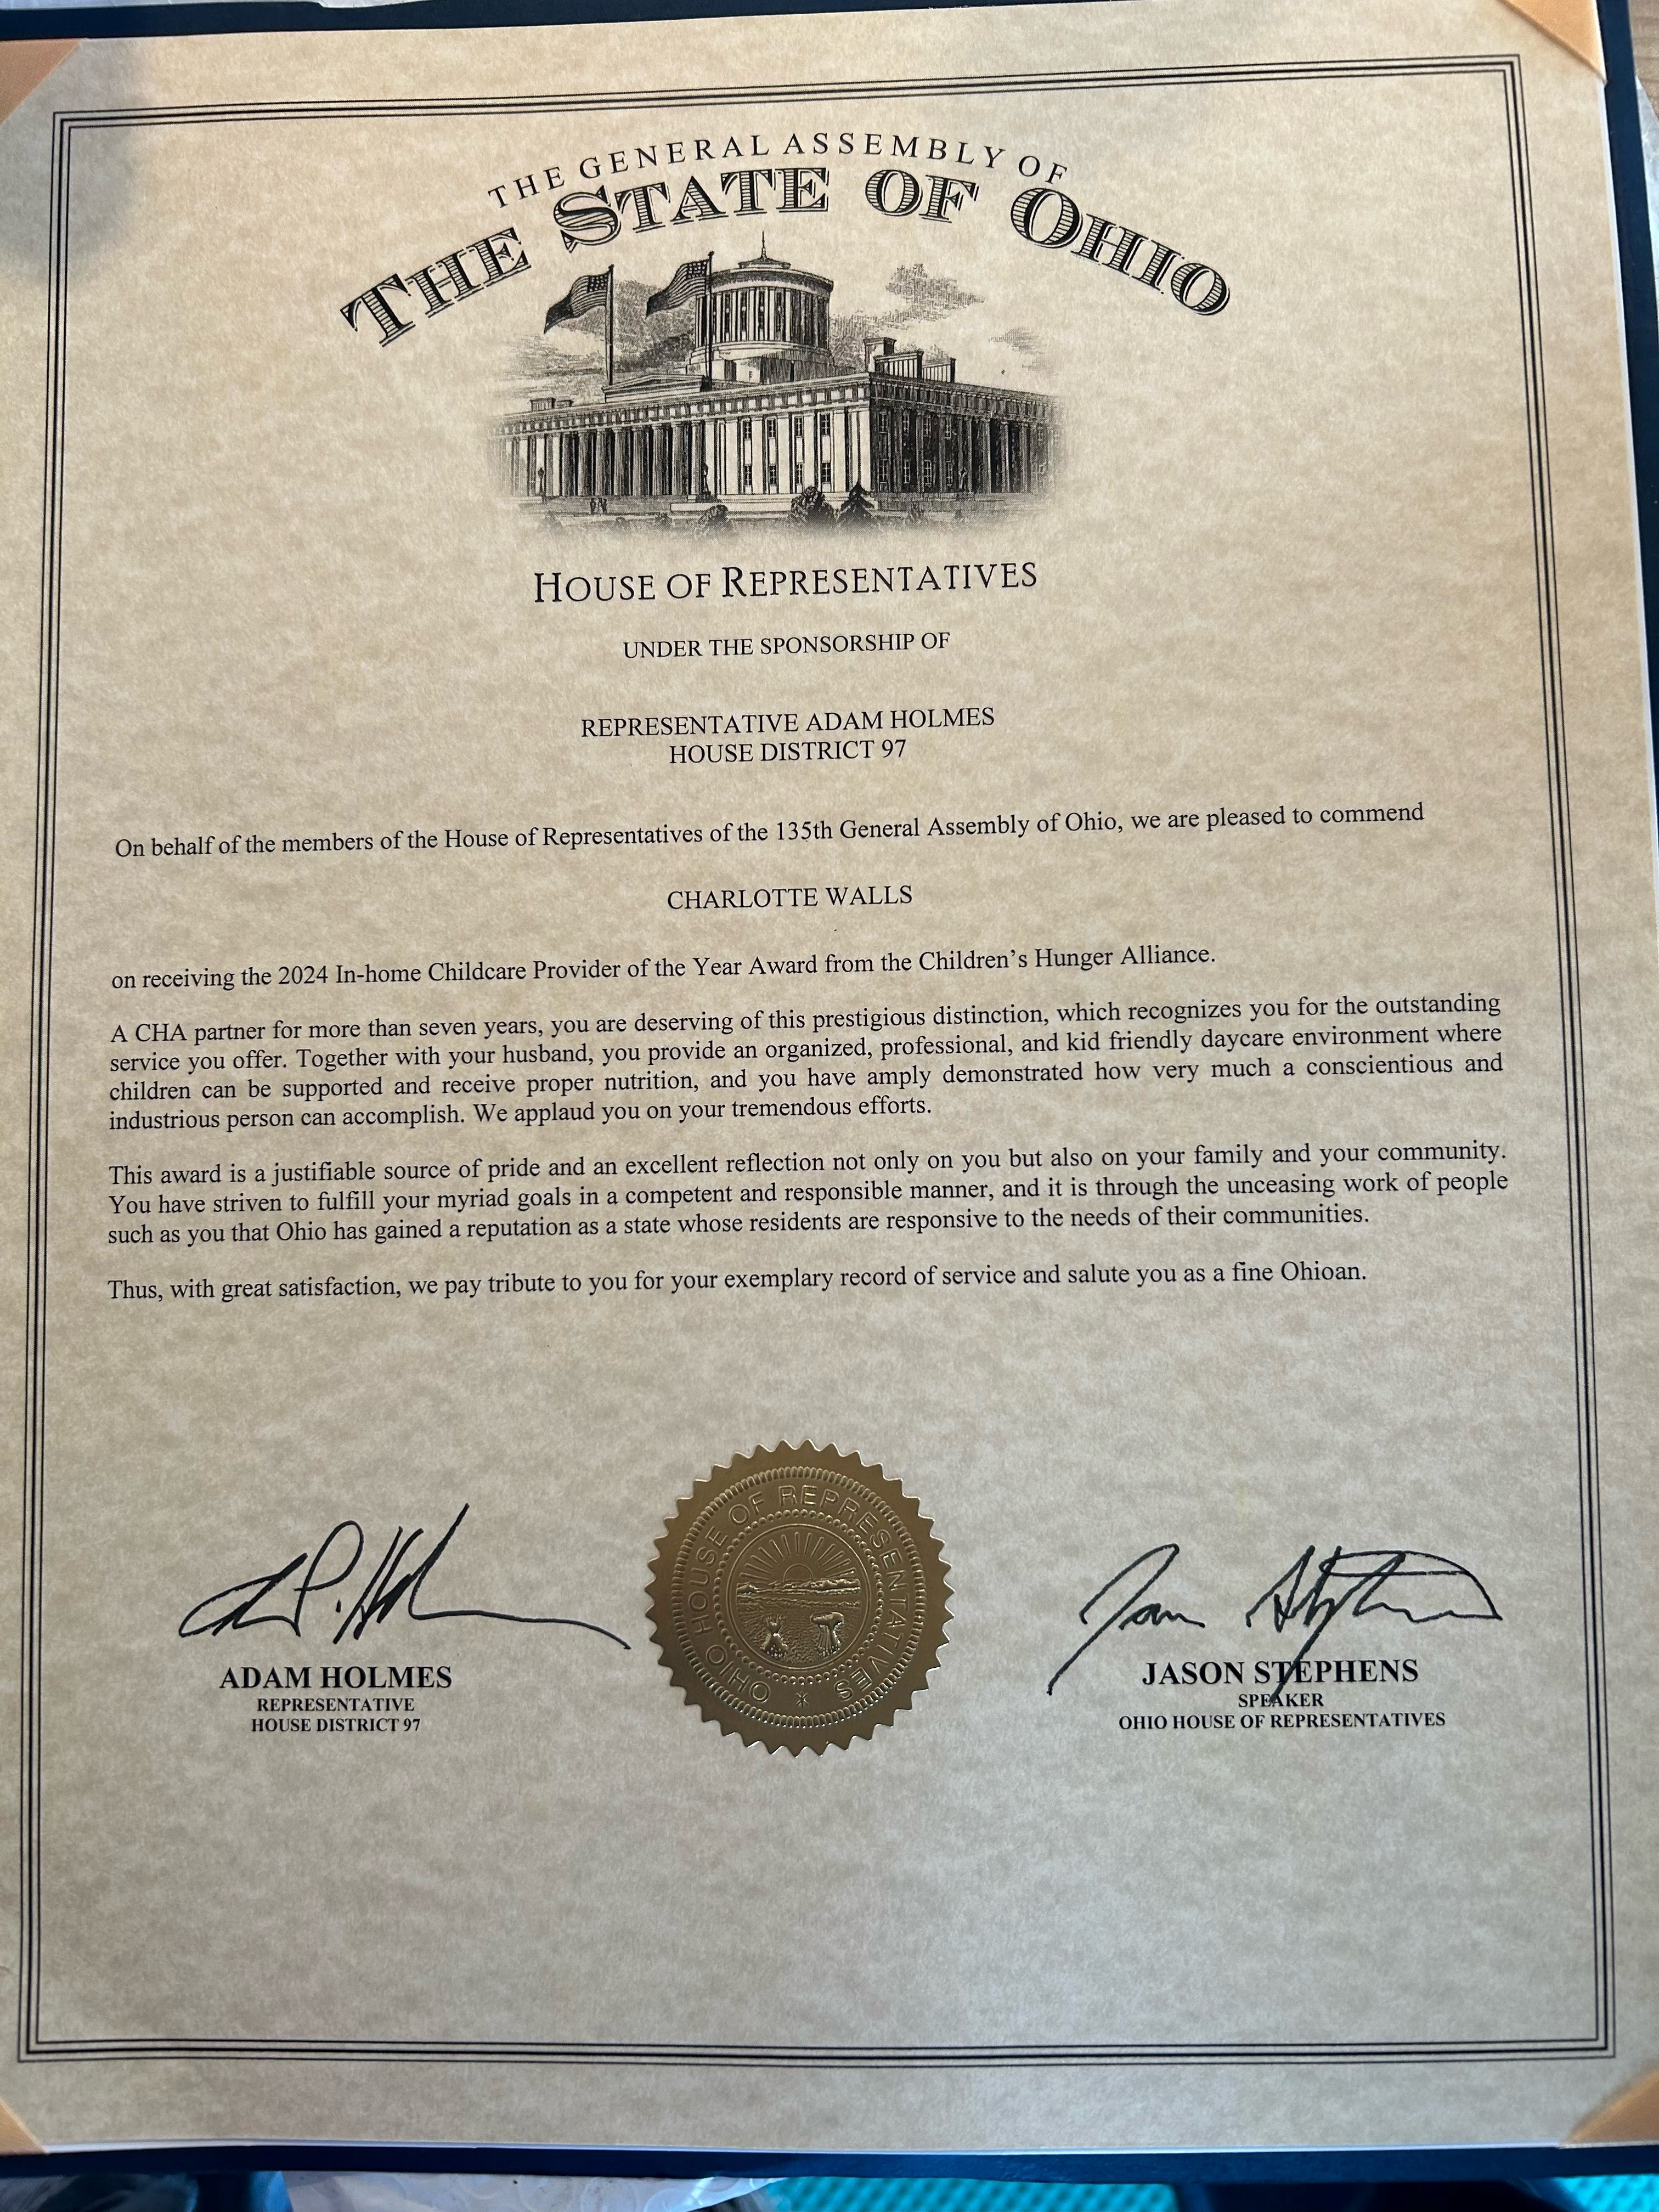 THE GENERAL ASSEMBLY OF
THE STATE OF OHIO
HOUSE OF REPRESENTATIVES
UNDER THE SPONSORSHIP OF
REPRESENTATIVE ADAM HOLMES
HOUSE DISTRICT 97
On behalf of the members of the House of Representatives of the 135th General Assembly of Ohio, we are pleased to commend
CHARLOTTE WALLS
on receiving the 2024 In-home Childcare Provider of the Year Award from the Children's Hunger Alliance.
A CHA partner for more than seven years, you are deserving of this prestigious distinction, which recognizes you for the outstanding
service you offer. Together with your husband, you provide an organized, professional, and kid friendly daycare environment where
children can be supported and receive proper nutrition, and you have amply demonstrated how very much a conscientious and
industrious person can accomplish. We applaud you on your tremendous efforts.
This award is a justifiable source of pride and an excellent reflection not only on you but also on your family and your community.
You have striven to fulfill your myriad goals in a competent and responsible manner, and it is through the unceasing work of people
such as you that Ohio has gained a reputation as a state whose residents are responsive to the needs of their communities.
Thus, with great satisfaction, we pay tribute to you for your exemplary record of service and salute you as a fine Ohioan.
OHIO HOUSE OF REPRESENTATIVES
ADAM HOLMES
REPRESENTATIVE
HOUSE DISTRICT 97
JASON STEPHENS
SPEAKER
OHIO HOUSE OF REPRESENTATIVES